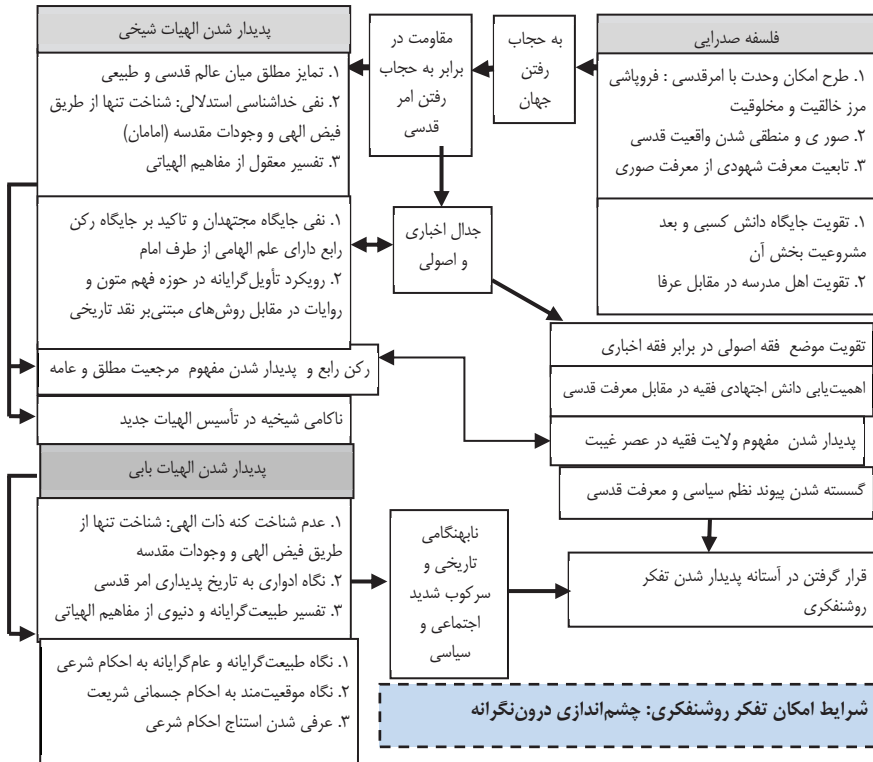 فلسفه صدرایی
۱. طرح امکان وحدت با امرقدسی : فروپاشی
مرز خالقیت و مخلوقیت
۲. صور ی و منطقی شدن واقعیت قدسی
۳. تابعیت معرفت شهودی از معرفت صوری
۱. تقویت جایگاه دانش کسبی و بعد
مشروعیت بخش آن
۲. تقویت اهل مدرسه در مقابل عرفا
به حجاب
رفتن
جهان
مقاومت در
برابر به حجاب
رفتن امر
قدسی
پدیدار شدن الهیات شیخی
۱. تمایز مطلق میان عالم قدسی و طبیعی
۲. نفی خداشناسی استدلالی: شناخت تنها از طریق
فیض الهی و وجودات مقدسه (امامان)
۳. تفسیر معقول از مفاهیم الهیاتی
۱. نفی جایگاه مجتهدان و تاکید بر جایگاه رکن
رابع دارای علم الهامی از طرف امام
۲. رویکرد تأویل‌گرایانه در حوزه فهم متون و
روایات در مقابل روش‌های مبتنی‌بر نقد تاریخی
رکن رابع و پدیدار شدن مفهوم مرجعیت مطلق و عامه
ناکامی شیخیه در تأسیس الهیات جدید
جدال اخباری
و اصولی
تقویت موضع فقه اصولی در برابر فقه اخباری
اهمیت‌یابی دانش اجتهادی فقیه در مقابل معرفت قدسی
پدیدار شدن مفهوم ولایت فقیه در عصر غیبت
گسسته شدن پیوند نظم سیاسی و معرفت قدسی
پدیدار شدن الهیات بابی
۱. عدم شناخت کنه ذات الهی: شناخت تنها از
طریق فیض الهی و وجودات مقدسه
۲. نگاه ادواری به تاریخ پدیداری امر قدسی
۳. تفسیر طبیعت‌گرایانه و دنیوی از مفاهیم الهیاتی
۱. نگاه طبیعت‌گرایانه و عام‌گرایانه به احکام شرعی
۲. نگاه موقعیت‌مند به احکام جسمانی شریعت
۳. عرفی شدن استناج احکام شرعی
نابهنگامی
تاریخی و
سرکوب شدید
اجتماعی و
سیاسی
قرار گرفتن در آستانه پدیدار شدن تفکر
روشنفکری
شرایط امکان تفکر روشنفکری: چشم‌اندازی درون‌نگرانه